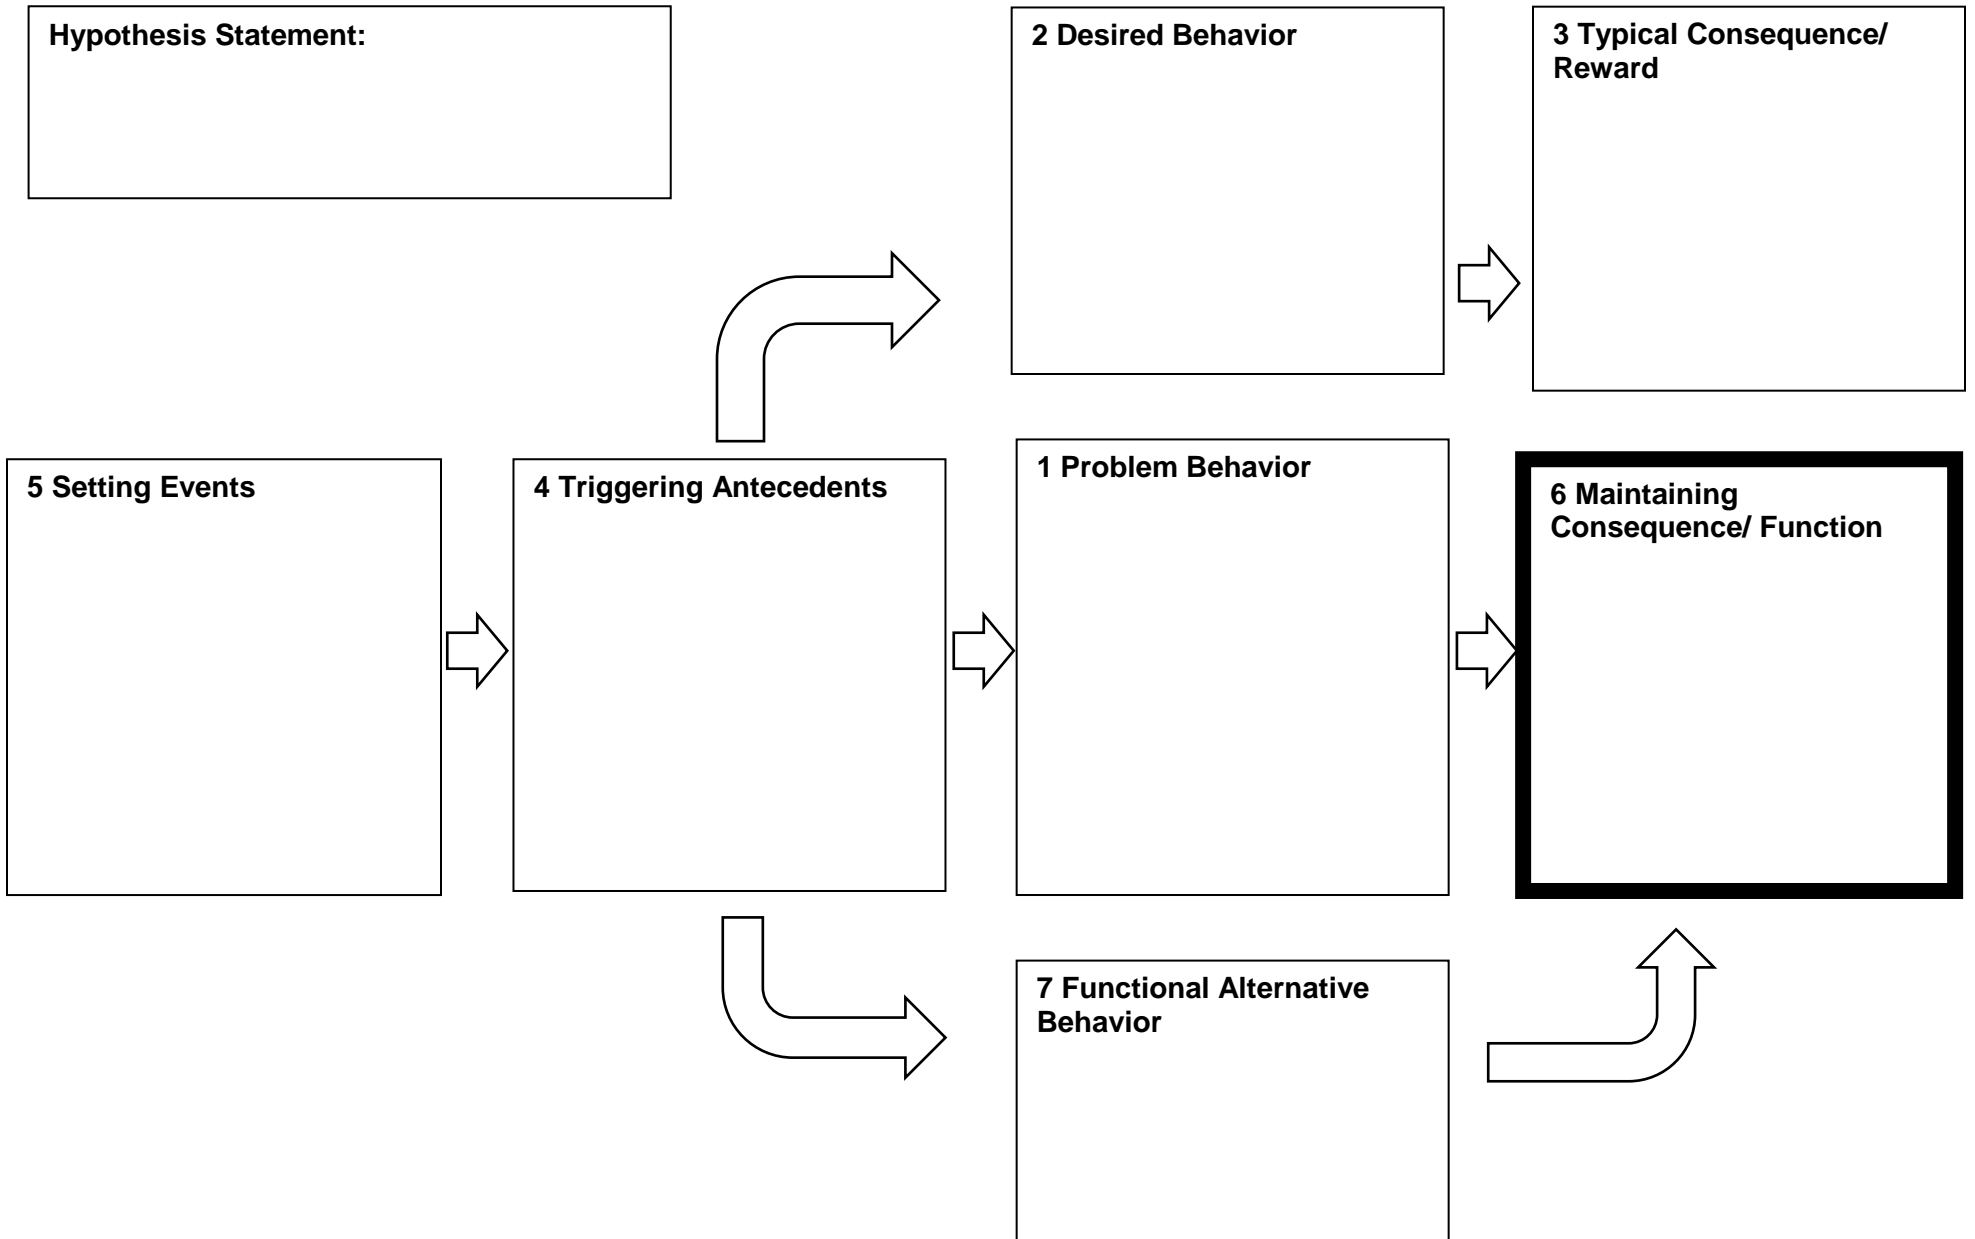 Hypothesis Statement:
2 Desired Behavior
3 Typical Consequence/
Reward
5 Setting Events
4 Triggering Antecedents
1 Problem Behavior
6 Maintaining
Consequence/ Function
7 Functional Alternative
Behavior